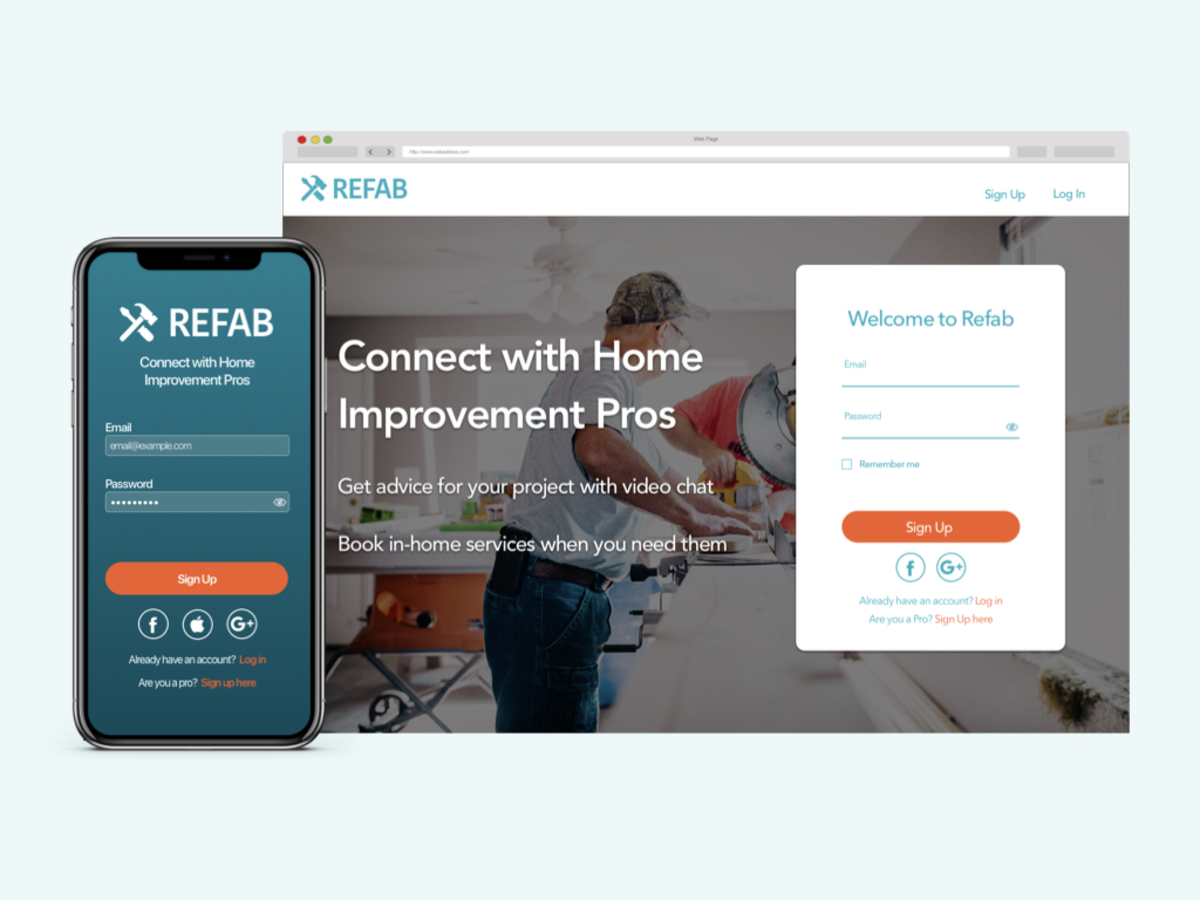 Web Page
REFAB
Sign Up
Log In
REFAB
Connect with Home
Improvement Pros
Email
email@example.com
Password
Sign Up
f
G+
Already have an account? Log in
Are you a pro? Sign up here
Connect with Home
Improvement Pros
Get advice for your project with video chat
Book in-home services when you need them
Welcome to Refab
Email
Password
Remember me
Sign Up
f
G+
Already have an account? Log in
Are you a Pro? Sign Up here